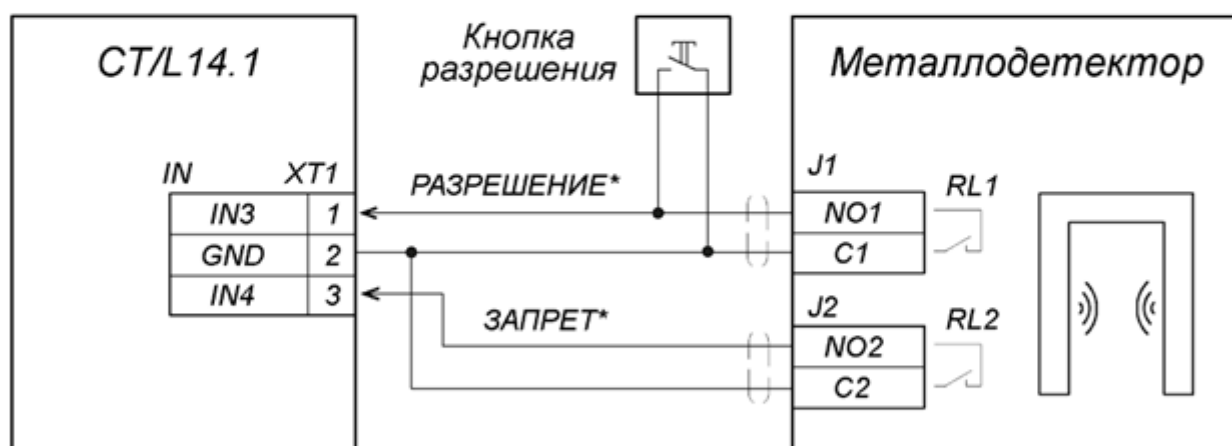 CT/L14.1
Кнопка
разрешения
Металлодетектор
IN XT1
IN3 1
GND 2
IN4 3
РАЗРЕШЕНИЕ*
ЗАПРЕТ*
J1
RL1
NO1
C1
J2
RL2
NO2
C2